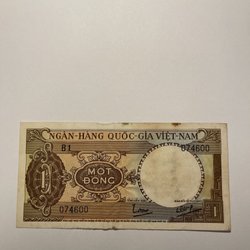 NGÂN-HÀNG QUỐC-GIA VIỆT-NAM
B1 074600
1
MỘT
ĐỒNG
074600
1